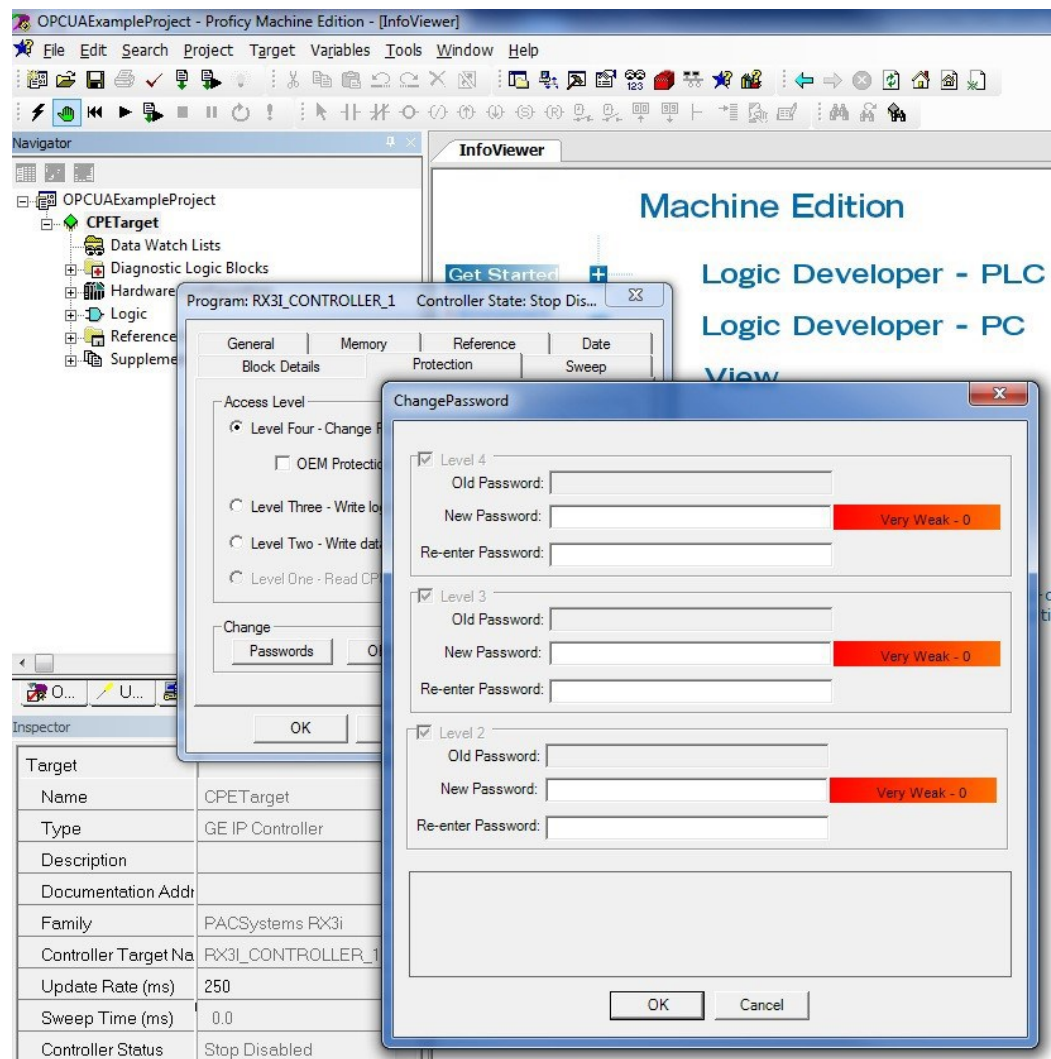 OPCUAExampleProject - Proficy Machine Edition - [InfoViewer]
File Edit Search Project Target Variables Tools Window Help
Navigator
InfoViewer
OPCUAExampleProject
CPETarget
Data Watch Lists
Diagnostic Logic Blocks
Hardware
Logic
Reference
Suppleme
Machine Edition
Get Started
Logic Developer - PLC
Logic Developer - PC
View
Program: RX3I_CONTROLLER_1 Controller State: Stop Dis...
General Memory Reference Date
Block Details Protection Sweep
Access Level
Level Four - Change
OEM Protectio
Level Three - Write lo
Level Two - Write dat
Level One - Read CP
Change
Passwords
OK
ChangePassword
Level 4
Old Password:
New Password: Very Weak - 0
Re-enter Password:
Level 3
Old Password:
New Password: Very Weak - 0
Re-enter Password:
Level 2
Old Password:
New Password: Very Weak - 0
Re-enter Password:
OK Cancel
O... U...
Inspector
Target
Name CPETarget
Type GE IP Controller
Description
Documentation Addr
Family PACSystems RX3i
Controller Target Na RX3I_CONTROLLER_1
Update Rate (ms) 250
Sweep Time (ms) 0.0
Controller Status Stop Disabled